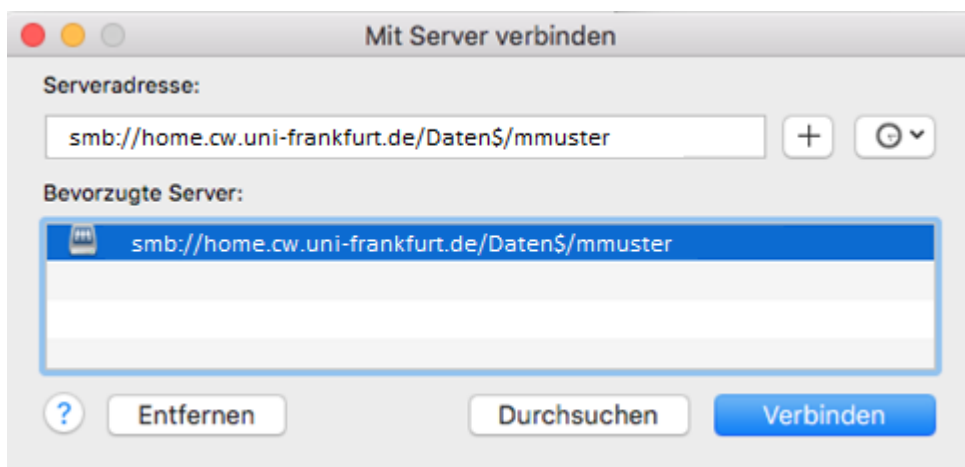 Mit Server verbinden
Serveradresse:
smb://home.cw.uni-frankfurt.de/Daten$/mmuster
+
Bevorzugte Server:
smb://home.cw.uni-frankfurt.de/Daten$/mmuster
? Entfernen Durchsuchen Verbinden